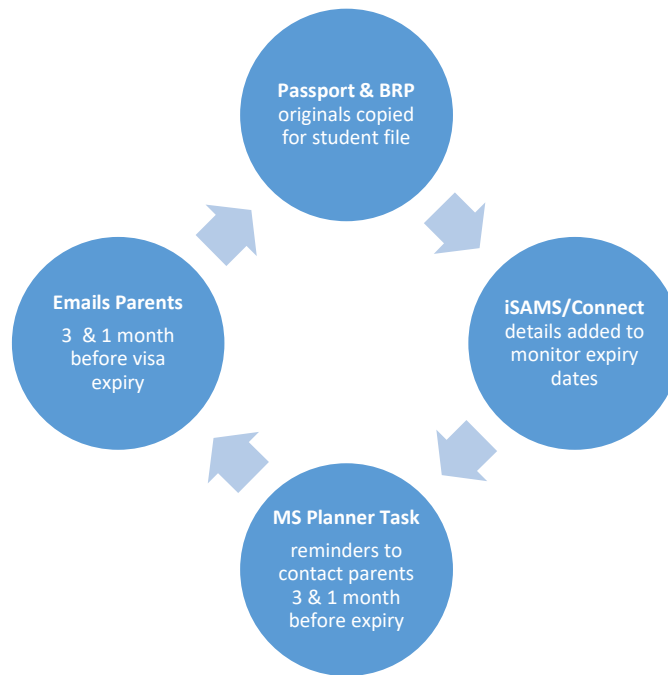 Passport & BRP
originals copied
for student file
iSAMS/Connect
details added to
monitor expiry
dates
MS Planner Task
reminders to
contact parents
3 & 1 month
before expiry
Emails Parents
3 & 1 month
before visa
expiry